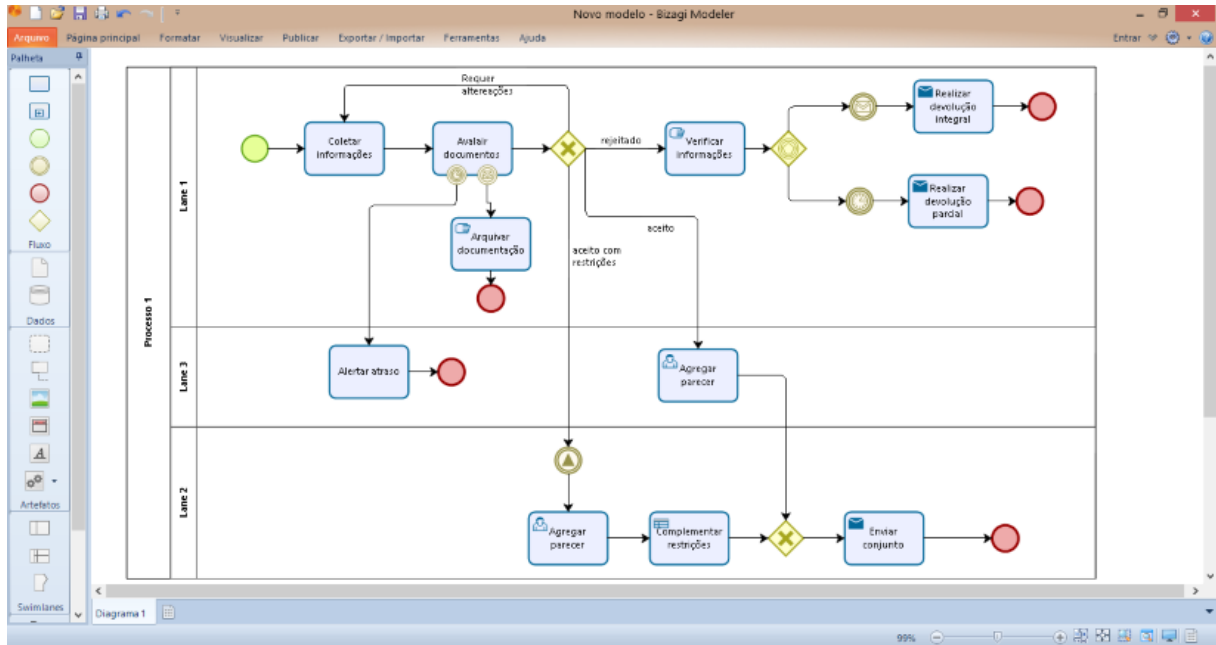 Novo modelo - Bizagi Modeler
Arquivo Página principal Formatar Visualizar Publicar Exportar / Importar Ferramentas Ajuda
Entrar
Palheta
Fluxo
Dados
Artefatos
Swimlanes
Processo 1
Lane 1
Requer
altereações
Coletar
informações
Avaliair
documentos
rejeitado
Verificar
informações
Realizar
devolução
integral
Realizar
devolução
parcial
Arquivar
documentação
aceito
aceito com
restrições
Lane 3
Alertar atraso
Agregar
parecer
Lane 2
Agregar
parecer
Complementar
restrições
Enviar
conjunto
Diagrama 1
99%